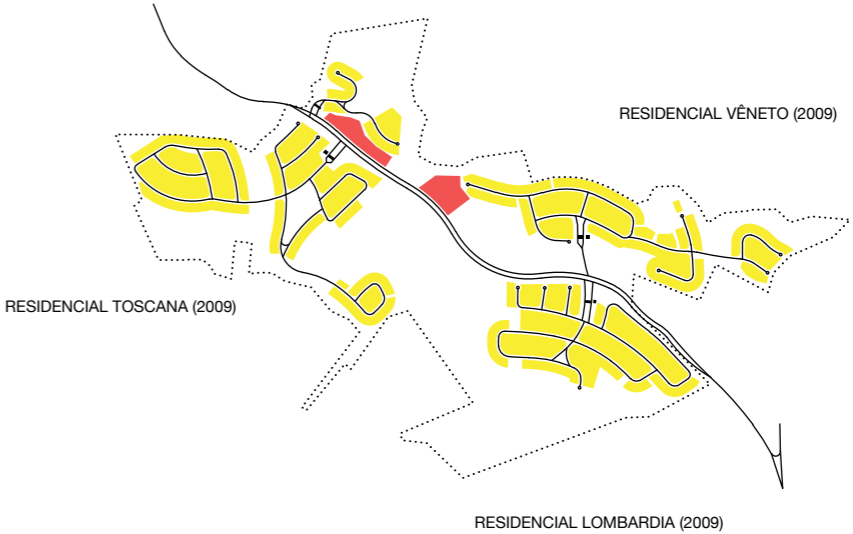 RESIDENCIAL VÊNETO (2009)
RESIDENCIAL TOSCANA (2009)
RESIDENCIAL LOMBARDIA (2009)